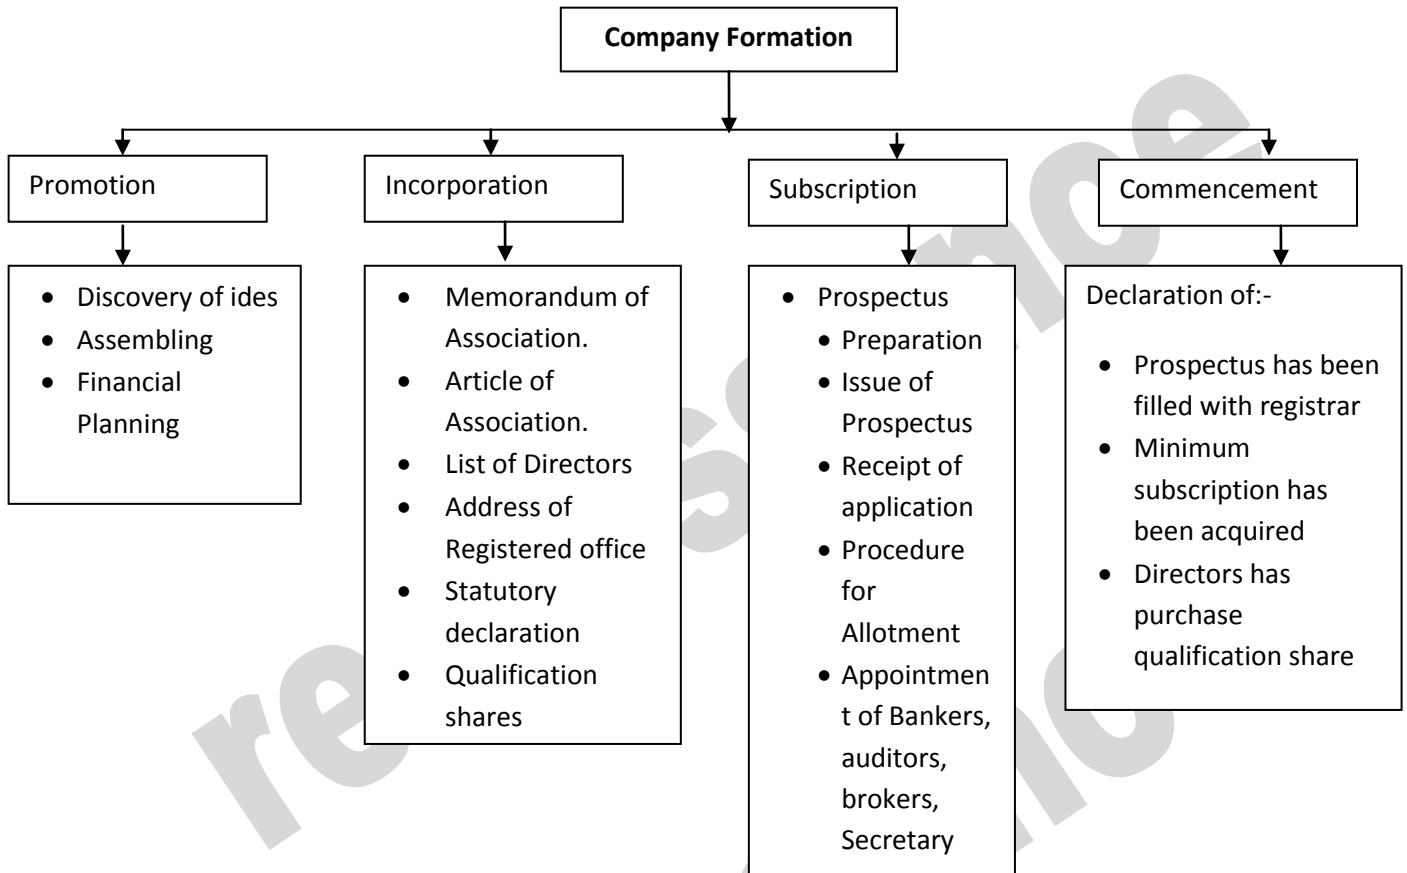 Company Formation
Promotion
Incorporation
Subscription
Commencement
• Discovery of ides
• Assembling
• Financial
Planning
• Memorandum of
Association.
• Article of
Association.
• List of Directors
• Address of
Registered office
• Statutory
declaration
• Qualification
shares
• Prospectus
• Preparation
• Issue of
Prospectus
• Receipt of
application
• Procedure
for
Allotment
• Appointmen
t of Bankers,
auditors,
brokers,
Secretary
Declaration of:-
• Prospectus has been
filled with registrar
• Minimum
subscription has
been acquired
• Directors has
purchase
qualification share